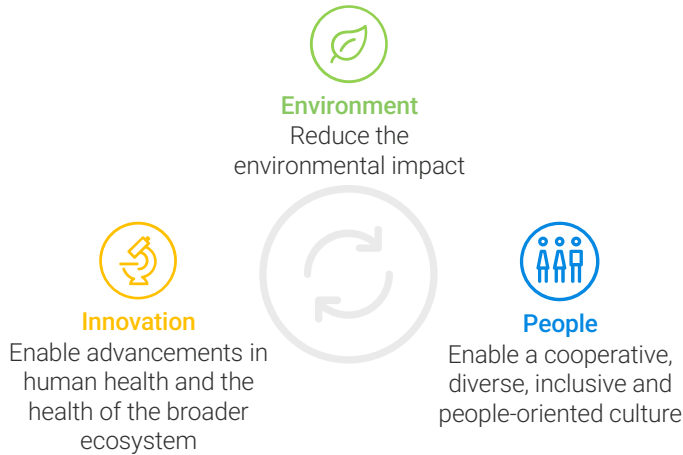 Environment
Reduce the
environmental impact
Innovation
Enable advancements in
human health and the
health of the broader
ecosystem
People
Enable a cooperative,
diverse, inclusive and
people-oriented culture